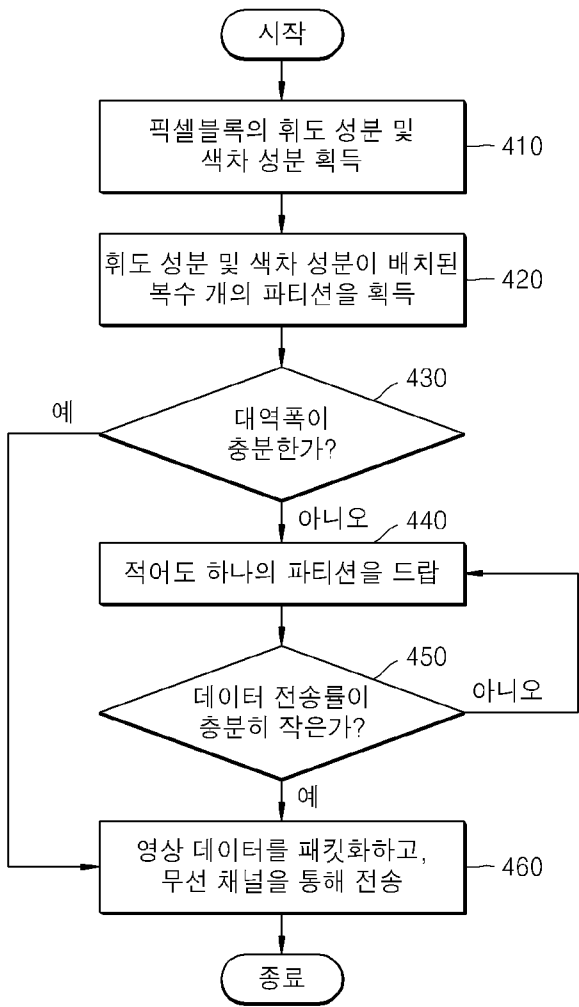 시작
픽셀블록의 휘도 성분 및
색차 성분 획득
410
휘도 성분 및 색차 성분이 배치된
복수 개의 파티션을 획득
420
430
예
대역폭이
충분한가?
아니오
440
적어도 하나의 파티션을 드랍
450
데이터 전송률이
충분히 작은가?
아니오
예
영상 데이터를 패킷화하고,
무선 채널을 통해 전송
460
종료